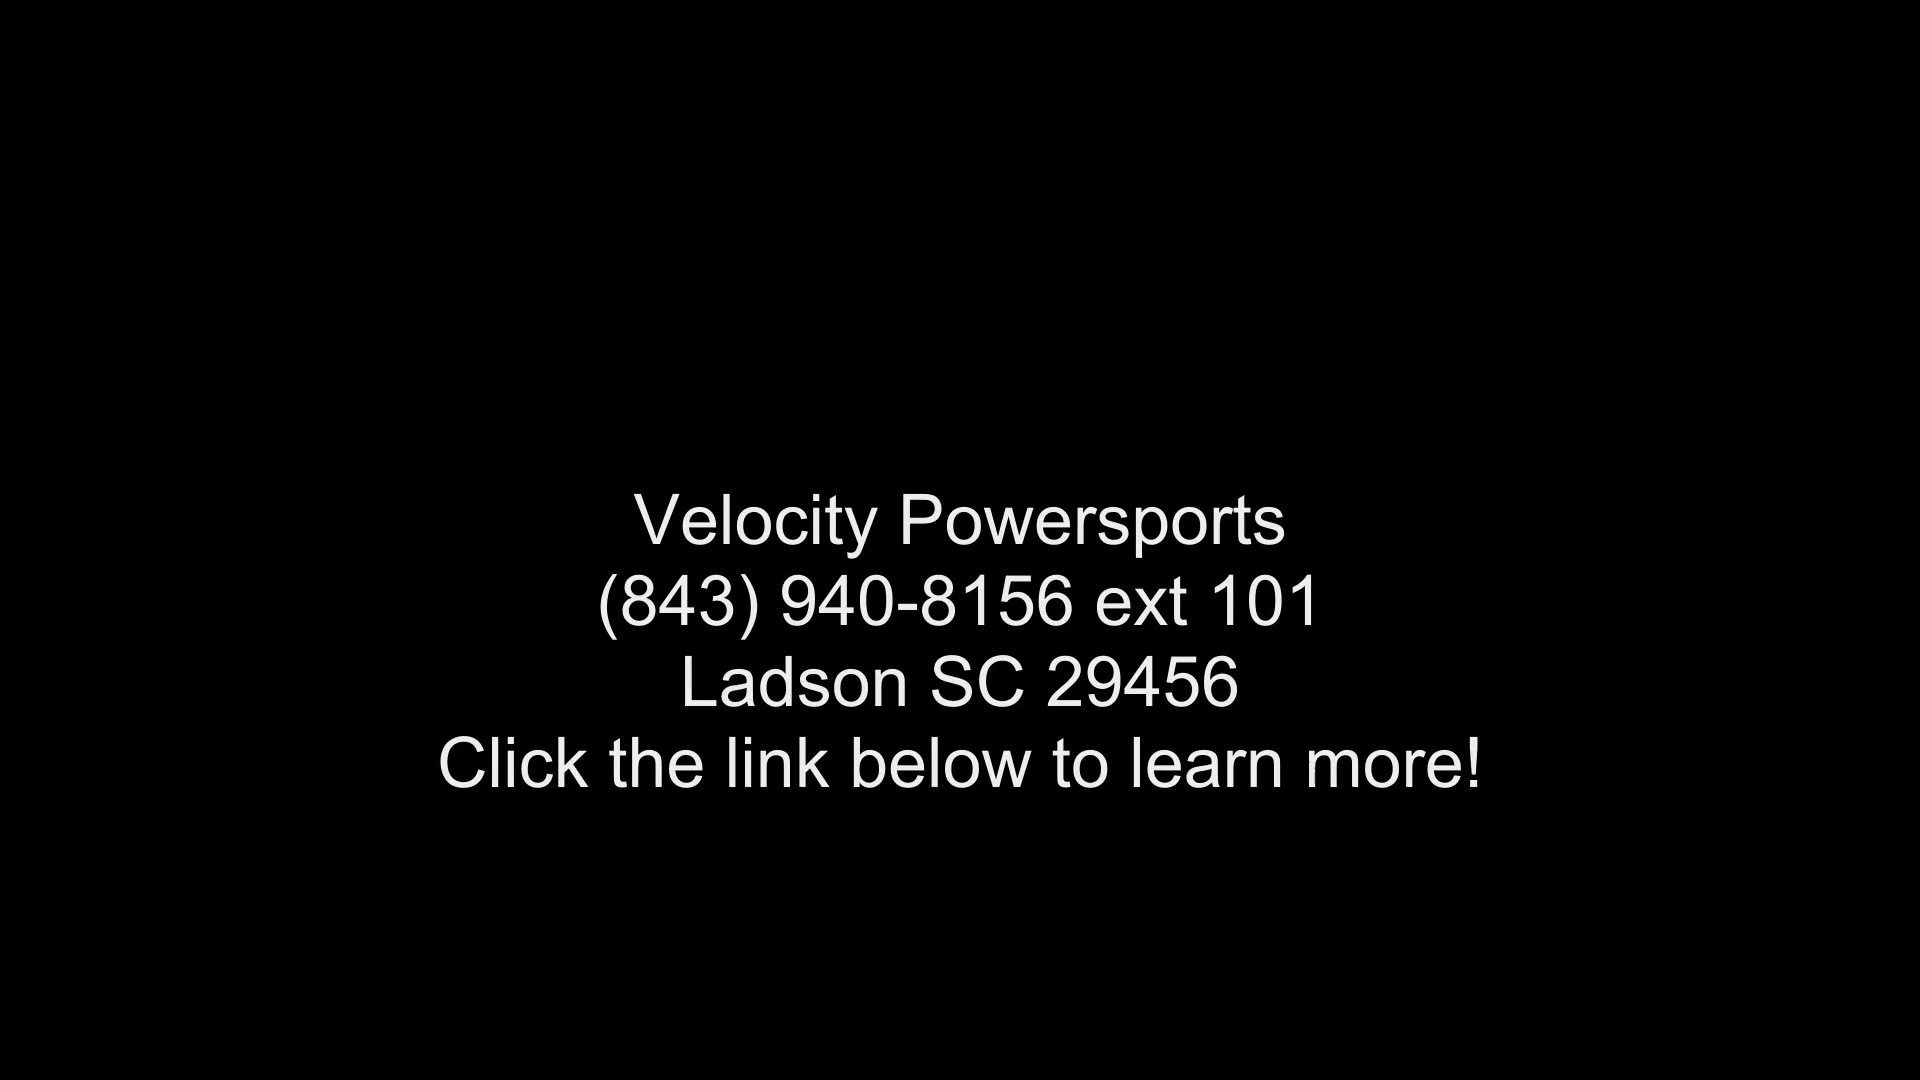 Velocity Powersports
(843) 940-8156 ext 101
Ladson SC 29456
Click the link below to learn more!